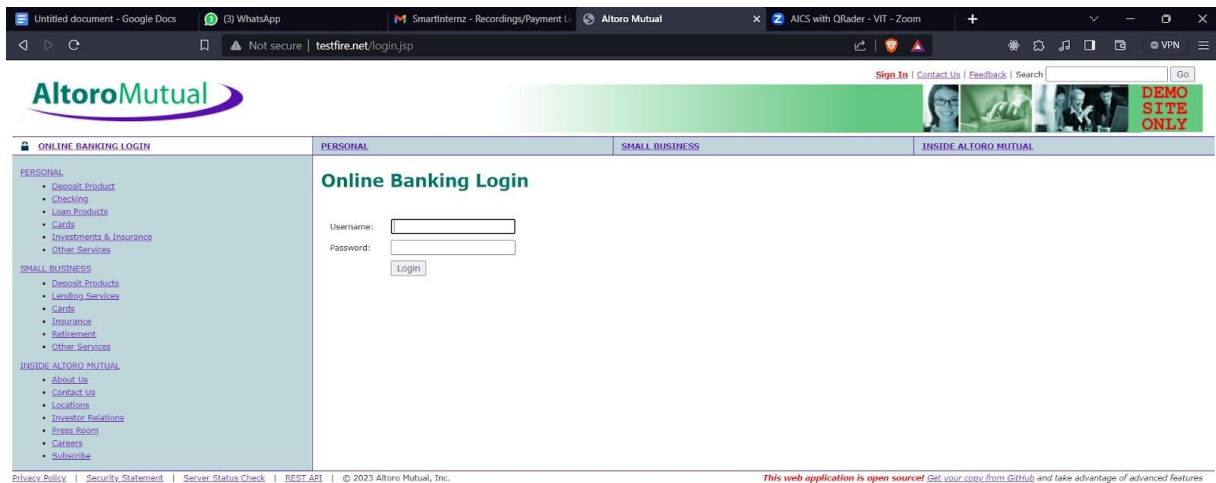 Untitled document - Google Docs
(3) WhatsApp
SmartInternz - Recordings/Payment Li
Altoro Mutual
AICS with QRader - VIT - Zoom
Not secure | testfire.net/login.jsp
VPN
Sign In | Contact Us | Feedback | Search
Go
AltoroMutual
DEMO
SITE
ONLY
ONLINE BANKING LOGIN
PERSONAL
SMALL BUSINESS
INSIDE ALTORO MUTUAL
PERSONAL
Deposit Product
Checking
Loan Products
Cards
Investments & Insurance
Other Services
SMALL BUSINESS
Deposit Products
Lending Services
Cards
Insurance
Retirement
Other Services
INSIDE ALTORO MUTUAL
About Us
Contact Us
Locations
Investor Relations
Press Room
Careers
Subscribe
Online Banking Login
Username:
Password:
Login
Privacy Policy | Security Statement | Server Status Check | REST API | © 2023 Altoro Mutual, Inc.
This web application is open source! Get your copy from GitHub and take advantage of advanced features